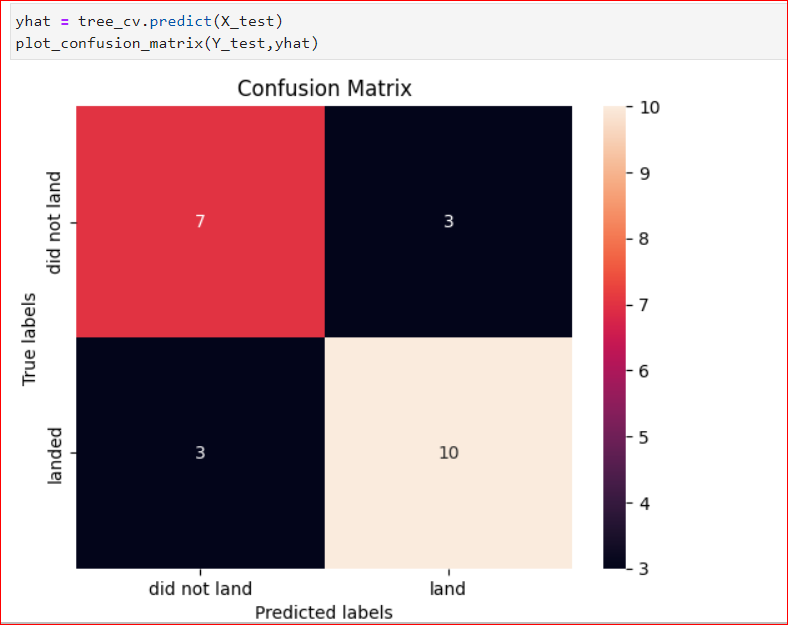 yhat = tree_cv.predict(X_test)
plot_confusion_matrix(Y_test,yhat)
Confusion Matrix
did not land
landed
True labels
7
3
3
10
did not land
land
Predicted labels
10
9
8
7
6
5
4
3